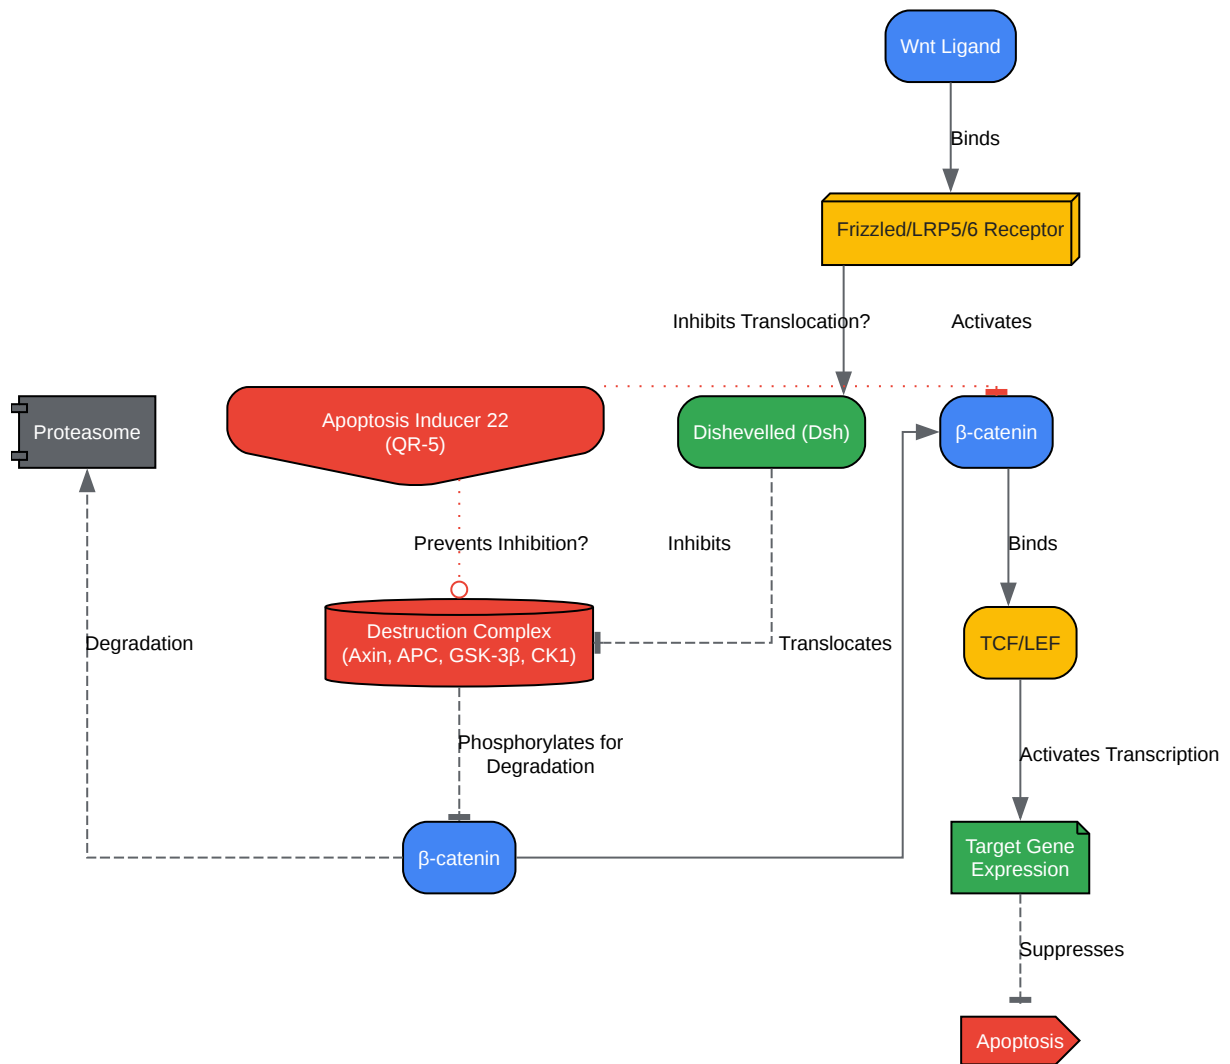 Wnt Ligand
Binds
Frizzled/LRP5/6 Receptor
Inhibits Translocation?
Activates
Proteasome
Apoptosis Inducer 22
(QR-5)
Dishevelled (Dsh)
β-catenin
Prevents Inhibition?
Inhibits
Binds
Degradation
Destruction Complex
(Axin, APC, GSK-3β, CK1)
Translocates
TCF/LEF
Phosphorylates for
Degradation
Activates Transcription
β-catenin
Target Gene
Expression
Suppresses
Apoptosis